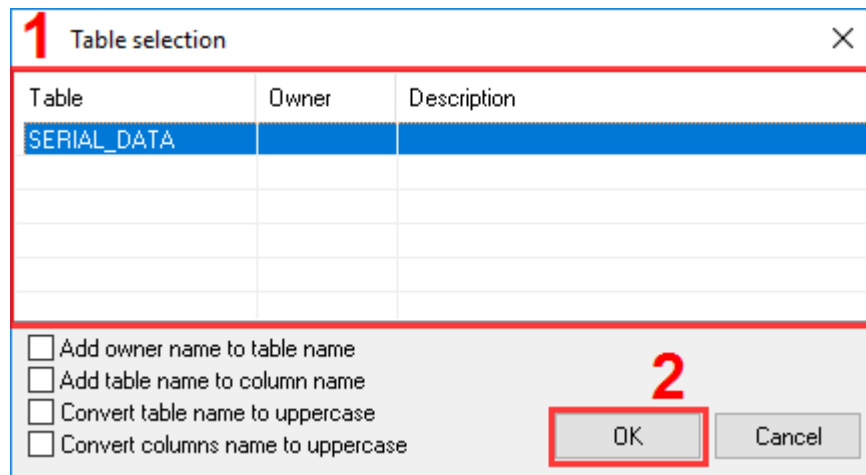 1 Table selection
Table Owner Description
SERIAL_DATA
Add owner name to table name
Add table name to column name
Convert table name to uppercase
Convert columns name to uppercase
2
OK Cancel